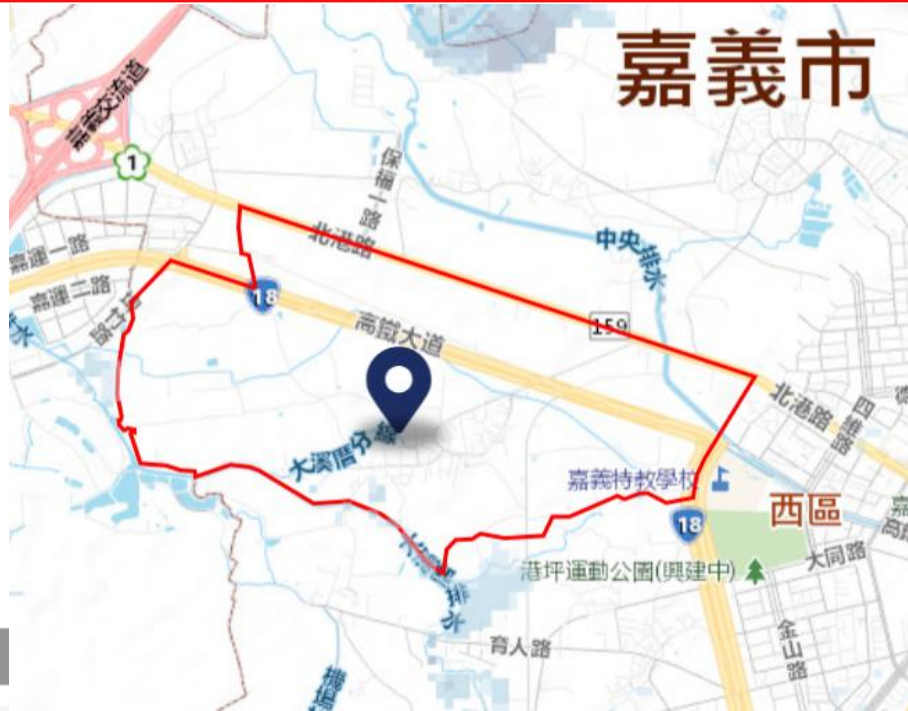 嘉義市
嘉義交流道
1
保福一路
北港路
中央排水
嘉運一路
嘉運二路
18
159
高鐵大道
北港路
四維路
大溪厝分線
嘉義特教學校
西區
18
大同路
港坪運動公園(興建中)
育人路
金山路